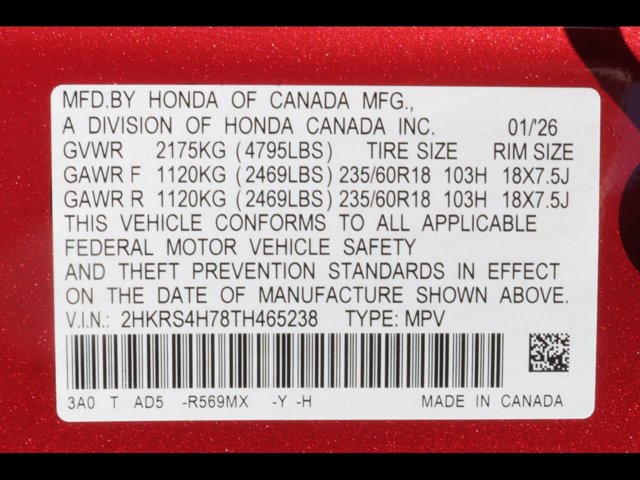 MFD.BY HONDA OF CANADA MFG.,
A DIVISION OF HONDA CANADA INC. 01/'26
GVWR 2175KG (4795LBS) TIRE SIZE RIM SIZE
GAWR F 1120KG (2469LBS) 235/60R18 103H 18X7.5J
GAWR R 1120KG (2469LBS) 235/60R18 103H 18X7.5J
THIS VEHICLE CONFORMS TO ALL APPLICABLE
FEDERAL MOTOR VEHICLE SAFETY
AND THEFT PREVENTION STANDARDS IN EFFECT
ON THE DATE OF MANUFACTURE SHOWN ABOVE.
V.I.N.: 2HKRS4H78TH465238 TYPE: MPV
3A0 T AD5 -R569MX -Y -H MADE IN CANADA